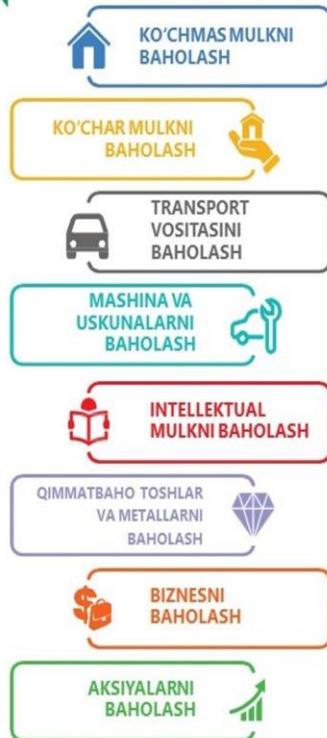 KO‘CHMAS MULKNI
BAHOLASH
KO‘CHAR MULKNI
BAHOLASH
TRANSPORT
VOSITASINI
BAHOLASH
MASHINA VA
USKUNALARNI
BAHOLASH
INTELLEKTUAL
MULKNI BAHOLASH
QIMMATBAHO TOSHLAR
VA METALLARNI
BAHOLASH
BIZNESNI
BAHOLASH
AKSIYALARNI
BAHOLASH